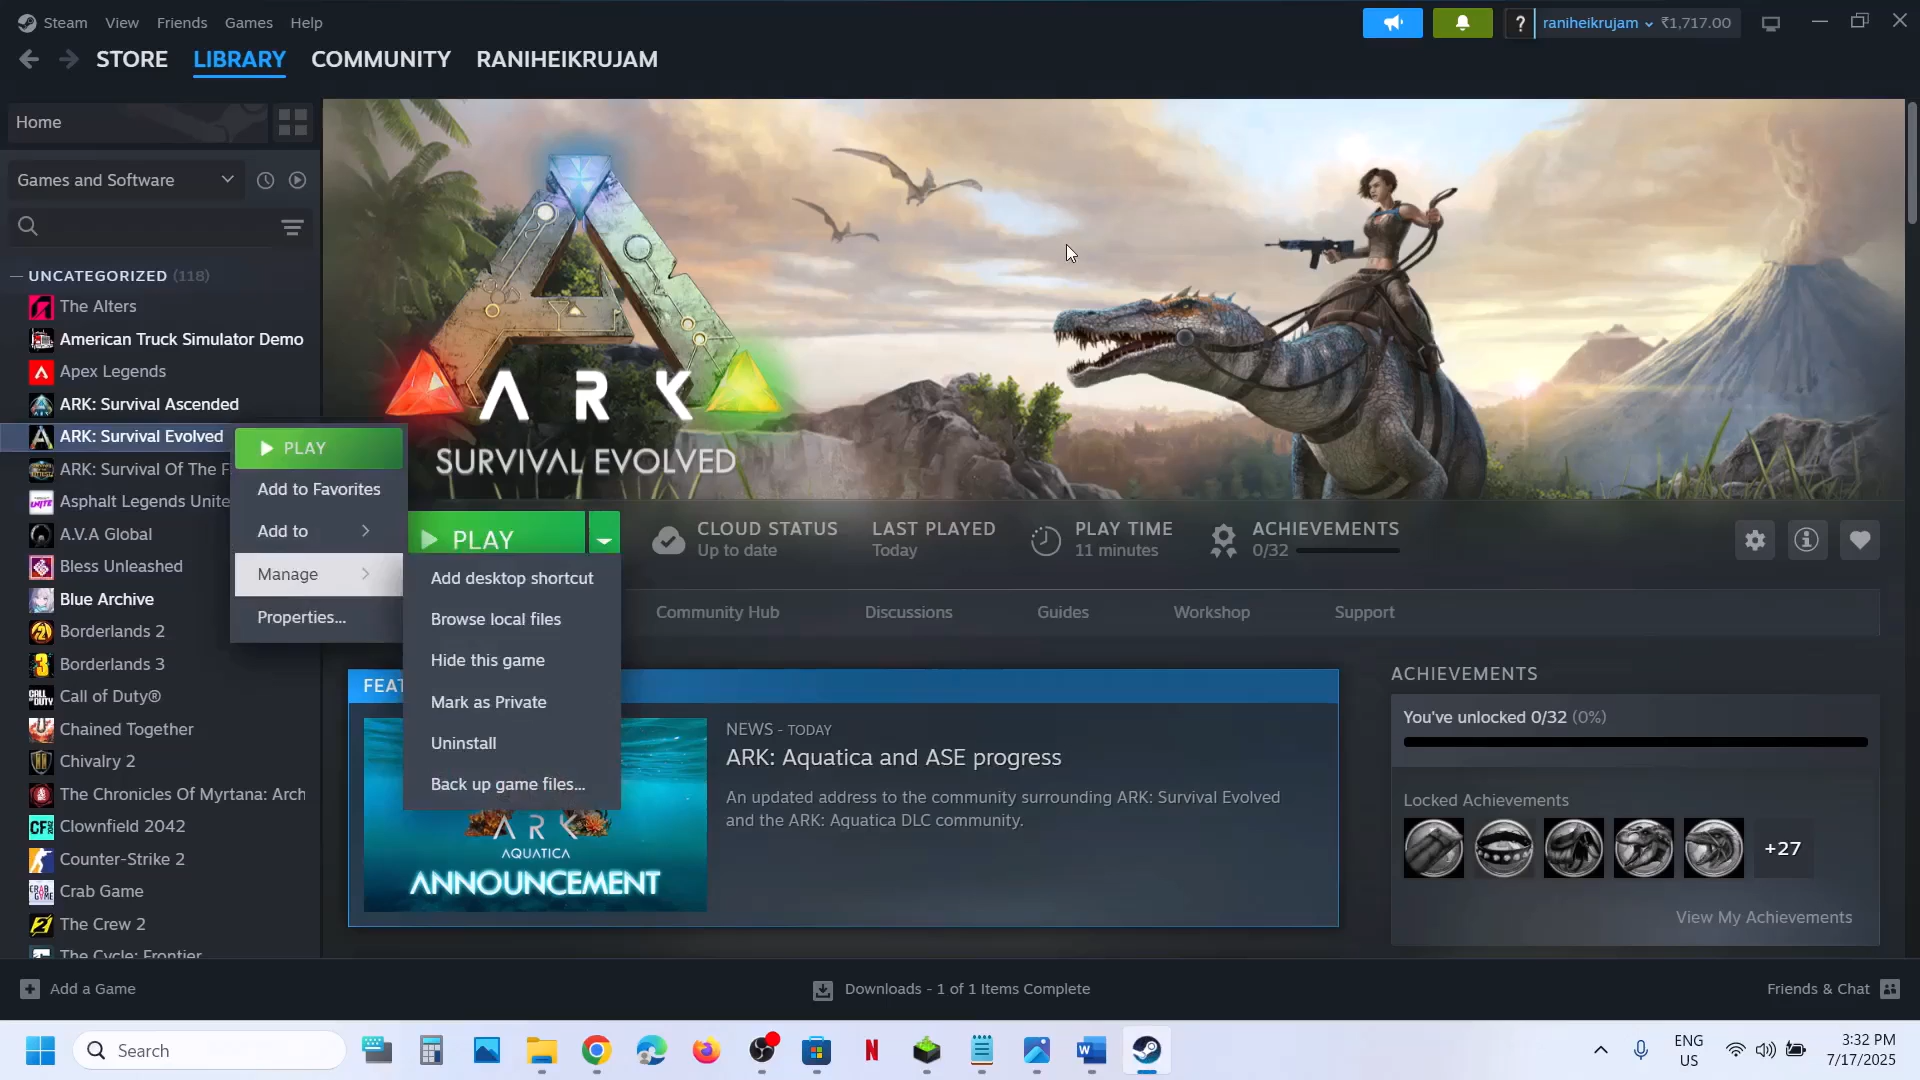 Steam View Friends Games Help
? raniheikrujam ₹1,717.00
STORE LIBRARY COMMUNITY RANIHEIKRUJAM
Home
Games and Software
UNCATEGORIZED (118)
The Alters
American Truck Simulator Demo
Apex Legends
ARK: Survival Ascended
ARK: Survival Evolved
ARK: Survival Of The F
Asphalt Legends Unite
A.V.A Global
Bless Unleashed
Blue Archive
Borderlands 2
Borderlands 3
Call of Duty®
Chained Together
Chivalry 2
The Chronicles Of Myrtana: Arch
Clownfield 2042
Counter-Strike 2
Crab Game
The Crew 2
The Cycle: Frontier
PLAY
Add to Favorites
Add to
Manage
Properties...
Add desktop shortcut
Browse local files
Hide this game
Mark as Private
Uninstall
Back up game files...
ARK
SURVIVAL EVOLVED
PLAY
CLOUD STATUS
Up to date
LAST PLAYED
Today
PLAY TIME
11 minutes
ACHIEVEMENTS
0/32
Community Hub Discussions Guides Workshop Support
FEAT
ARK
AQUATICA
ANNOUNCEMENT
NEWS - TODAY
ARK: Aquatica and ASE progress
An updated address to the community surrounding ARK: Survival Evolved
and the ARK: Aquatica DLC community.
ACHIEVEMENTS
You've unlocked 0/32 (0%)
Locked Achievements
+27
View My Achievements
Add a Game
Downloads - 1 of 1 Items Complete
Friends & Chat
Search
ENG
US
3:32 PM
7/17/2025